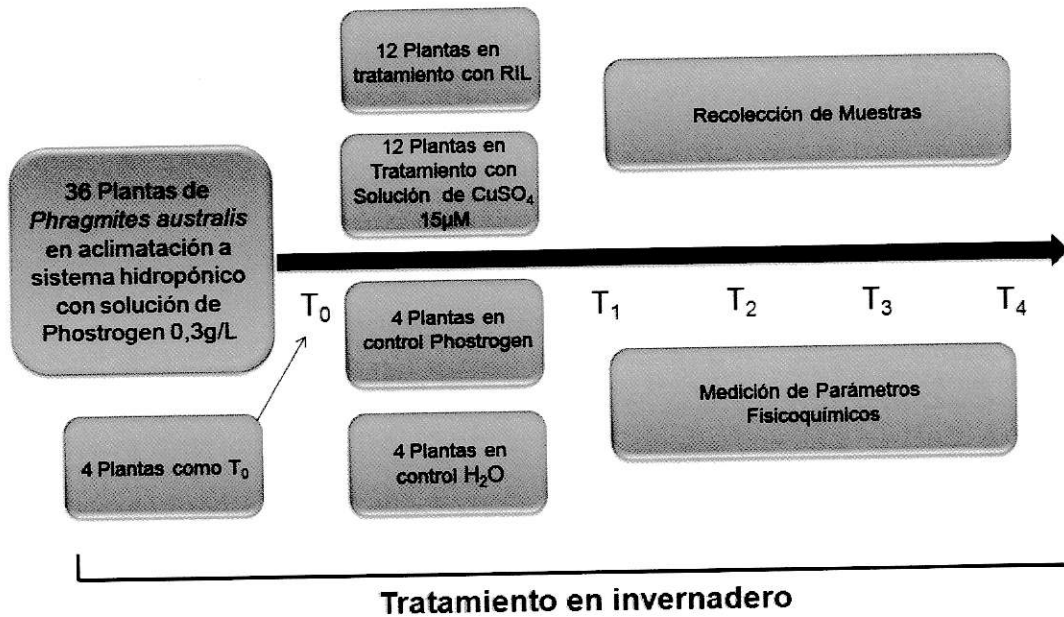 12 Plantas en
tratamiento con RIL
Recolección de Muestras
12 Plantas en
Tratamiento con
Solución de CuSO₄
15µM
36 Plantas de
Phragmites australis
en aclimatación a
sistema hidropónico
con solución de
Phostrogen 0,3g/L
T₀
T₁
T₂
T₃
T₄
4 Plantas en
control Phostrogen
Medición de Parámetros
Fisicoquímicos
4 Plantas como T₀
4 Plantas en
control H₂O
Tratamiento en invernadero